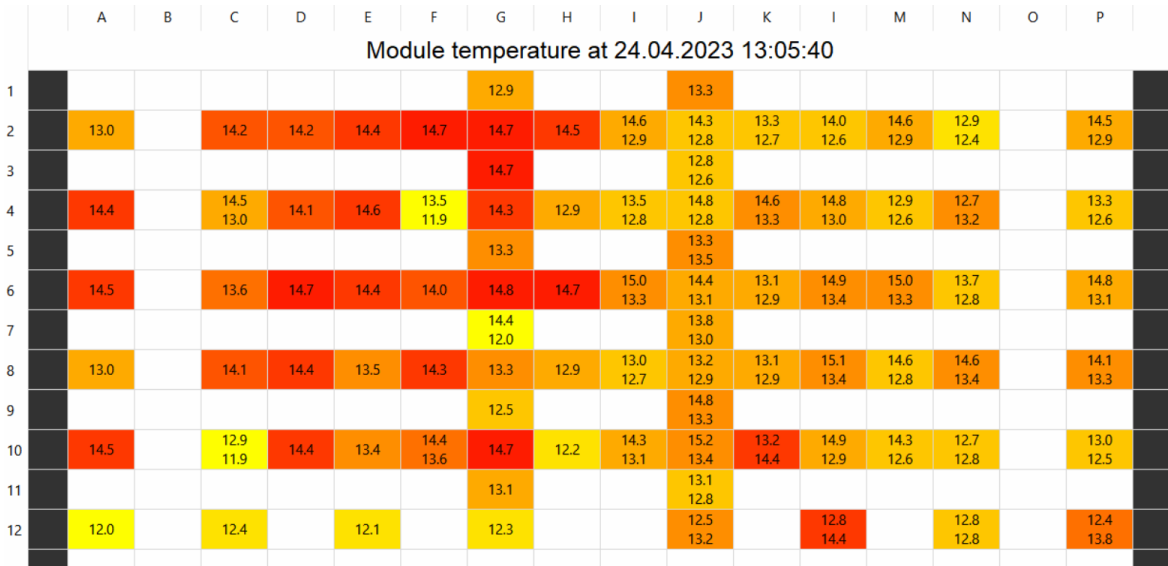 A B C D E F G H I J K I M N O P
Module temperature at 24.04.2023 13:05:40
1 12.9 13.3
2 13.0 14.2 14.2 14.4 14.7 14.7 14.5 14.6 14.3 13.3 14.0 14.6 12.9 14.5
12.9 12.8 12.7 12.6 12.9 12.4 12.9
3 14.7 12.8
12.6
4 14.4 14.5 14.1 14.6 13.5 14.3 12.9 13.5 14.8 14.6 14.8 12.9 12.7 13.3
13.0 11.9 12.8 12.8 13.3 13.0 12.6 13.2 12.6
5 13.3 13.3
13.5
6 14.5 13.6 14.7 14.4 14.0 14.8 14.7 15.0 14.4 13.1 14.9 15.0 13.7 14.8
13.3 13.1 12.9 13.4 13.3 12.8 13.1
7 14.4 13.8
12.0 13.0
8 13.0 14.1 14.4 13.5 14.3 13.3 12.9 13.0 13.2 13.1 15.1 14.6 14.6 14.1
12.7 12.9 12.9 13.4 12.8 13.4 13.3
9 12.5 14.8
13.3
10 14.5 12.9 14.4 13.4 14.4 14.7 12.2 14.3 15.2 13.2 14.9 14.3 12.7 13.0
11.9 13.6 13.1 13.4 14.4 12.9 12.6 12.8 12.5
11 13.1 13.1
12.8
12 12.0 12.4 12.1 12.3 12.5 12.8 12.8 12.4
13.2 14.4 12.8 13.8